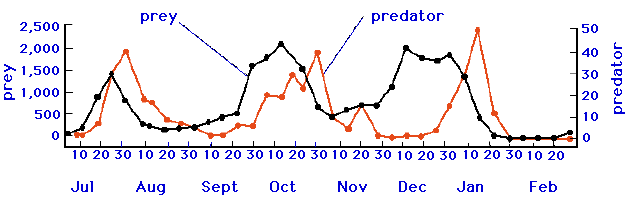 prey predator
2,500
2,000
1,500
1,000
500
0
prey
50
40
30
20
10
0
predator
10 20 30 10 20 30 10 20 30 10 20 30 10 20 30 10 20 30 10 20 30 10 20
Jul Aug Sept Oct Nov Dec Jan Feb